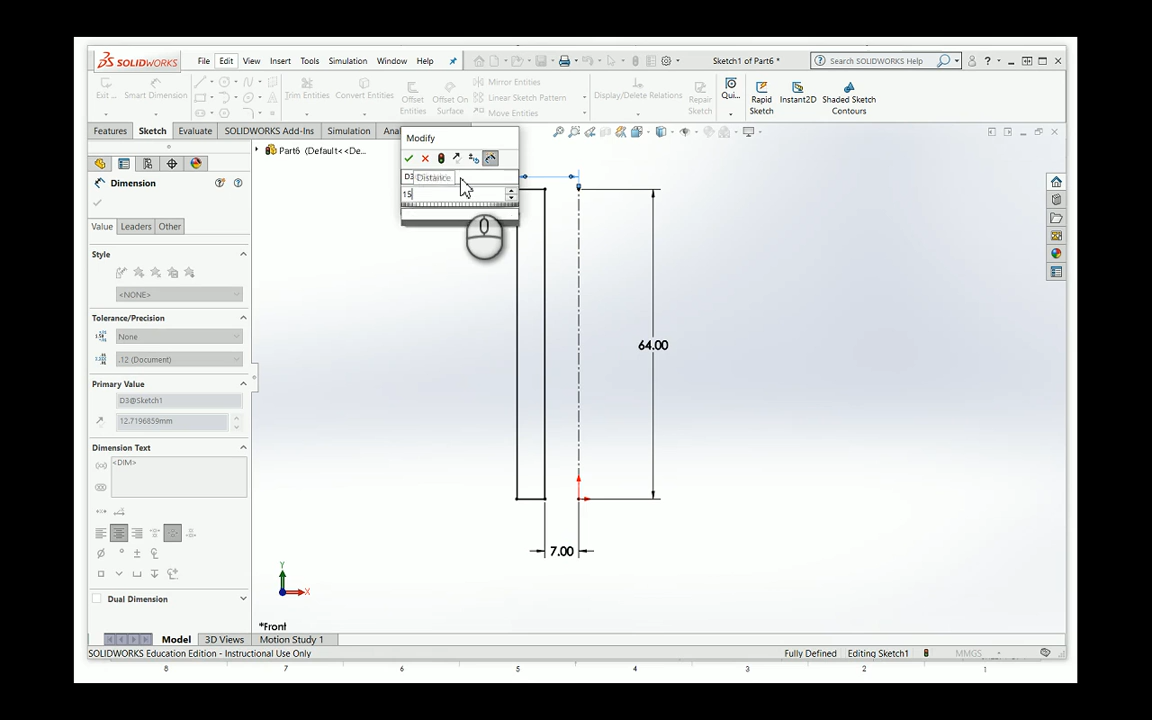 SOLIDWORKS File Edit View Insert Tools Simulation Window Help Sketch1 of Part6 * Search SOLIDWORKS Help ?
Exit ... Smart Dimension Trim Entities Convert Entities Offset Entities Offset On Surface Mirror Entities Linear Sketch Pattern Move Entities Display/Delete Relations Repair Sketch Qui... Rapid Sketch Instant2D Shaded Sketch Contours
Features Sketch Evaluate SOLIDWORKS Add-Ins Simulation
Modify
Part6 (Default<<De...
D3
Distance
15
Dimension
Value Leaders Other
Style
<NONE>
Tolerance/Precision
None
.12 (Document)
Primary Value
D3@Sketch1
12.7196859mm
Dimension Text
<DIM>
Dual Dimension
64.00
7.00
Y
X
*Front
Model 3D Views Motion Study 1
SOLIDWORKS Education Edition - Instructional Use Only Fully Defined Editing Sketch1 MMGS
8 7 6 5 4 3 2 1